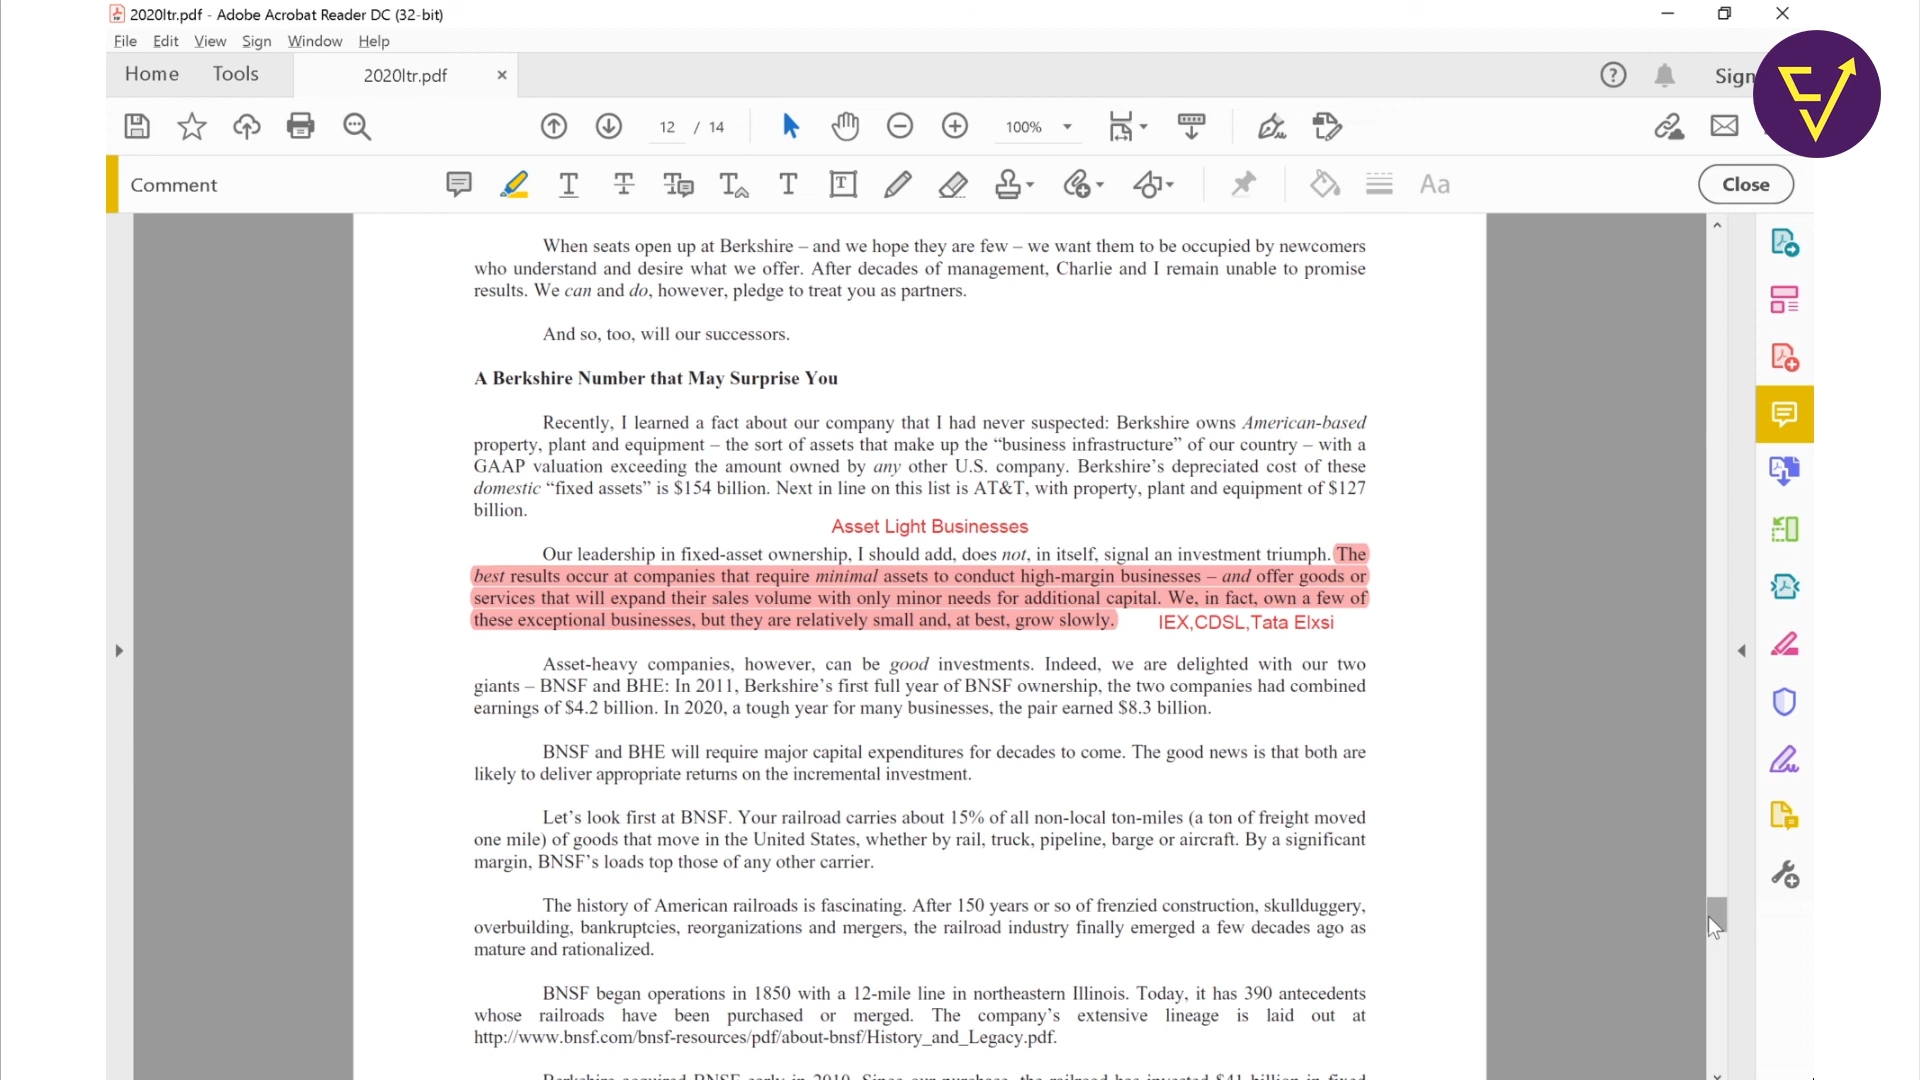 2020ltr.pdf - Adobe Acrobat Reader DC (32-bit)
File Edit View Sign Window Help
Home Tools 2020ltr.pdf × Sign
12 / 14 100%
Comment Aa Close
When seats open up at Berkshire – and we hope they are few – we want them to be occupied by newcomers
who understand and desire what we offer. After decades of management, Charlie and I remain unable to promise
results. We can and do, however, pledge to treat you as partners.
And so, too, will our successors.
A Berkshire Number that May Surprise You
Recently, I learned a fact about our company that I had never suspected: Berkshire owns American-based
property, plant and equipment – the sort of assets that make up the “business infrastructure” of our country – with a
GAAP valuation exceeding the amount owned by any other U.S. company. Berkshire’s depreciated cost of these
domestic “fixed assets” is $154 billion. Next in line on this list is AT&T, with property, plant and equipment of $127
billion.
Asset Light Businesses
Our leadership in fixed-asset ownership, I should add, does not, in itself, signal an investment triumph. The
best results occur at companies that require minimal assets to conduct high-margin businesses – and offer goods or
services that will expand their sales volume with only minor needs for additional capital. We, in fact, own a few of
these exceptional businesses, but they are relatively small and, at best, grow slowly.
IEX,CDSL,Tata Elxsi
Asset-heavy companies, however, can be good investments. Indeed, we are delighted with our two
giants – BNSF and BHE: In 2011, Berkshire’s first full year of BNSF ownership, the two companies had combined
earnings of $4.2 billion. In 2020, a tough year for many businesses, the pair earned $8.3 billion.
BNSF and BHE will require major capital expenditures for decades to come. The good news is that both are
likely to deliver appropriate returns on the incremental investment.
Let’s look first at BNSF. Your railroad carries about 15% of all non-local ton-miles (a ton of freight moved
one mile) of goods that move in the United States, whether by rail, truck, pipeline, barge or aircraft. By a significant
margin, BNSF’s loads top those of any other carrier.
The history of American railroads is fascinating. After 150 years or so of frenzied construction, skullduggery,
overbuilding, bankruptcies, reorganizations and mergers, the railroad industry finally emerged a few decades ago as
mature and rationalized.
BNSF began operations in 1850 with a 12-mile line in northeastern Illinois. Today, it has 390 antecedents
whose railroads have been purchased or merged. The company’s extensive lineage is laid out at
http://www.bnsf.com/bnsf-resources/pdf/about-bnsf/History_and_Legacy.pdf.